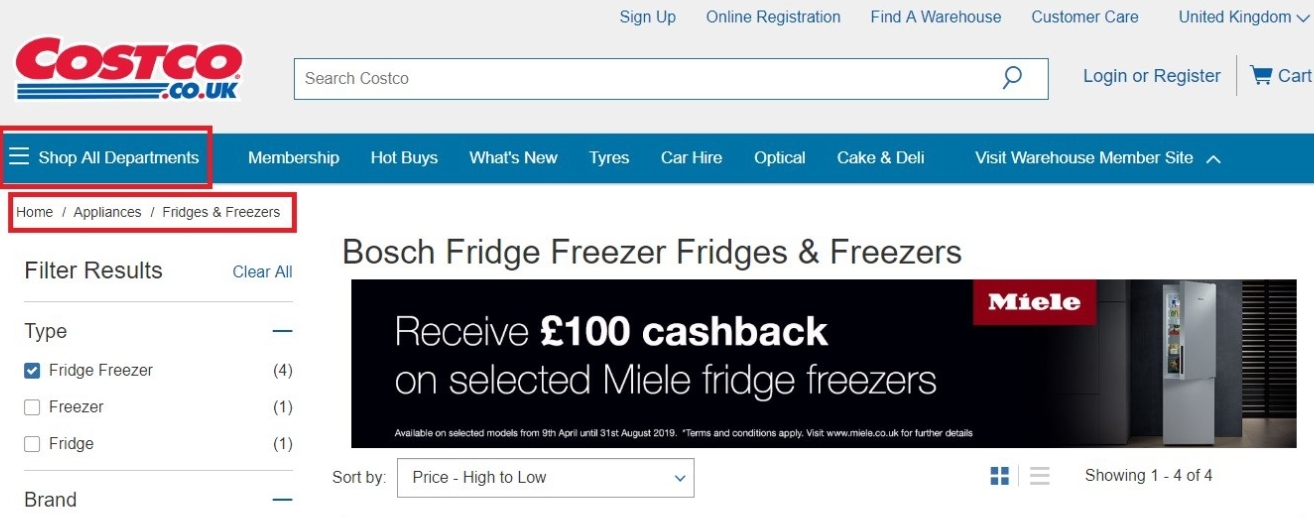 Sign Up Online Registration Find A Warehouse Customer Care United Kingdom
COSTCO
.CO.UK
Search Costco
Login or Register
Cart
Shop All Departments Membership Hot Buys What's New Tyres Car Hire Optical Cake & Deli Visit Warehouse Member Site
Home / Appliances / Fridges & Freezers
Filter Results Clear All
Type
Fridge Freezer (4)
Freezer (1)
Fridge (1)
Brand
Bosch Fridge Freezer Fridges & Freezers
Miele
Receive £100 cashback
on selected Miele fridge freezers
Available on selected models from 9th April until 31st August 2019. *Terms and conditions apply. Visit www.miele.co.uk for further details
Sort by: Price - High to Low
Showing 1 - 4 of 4